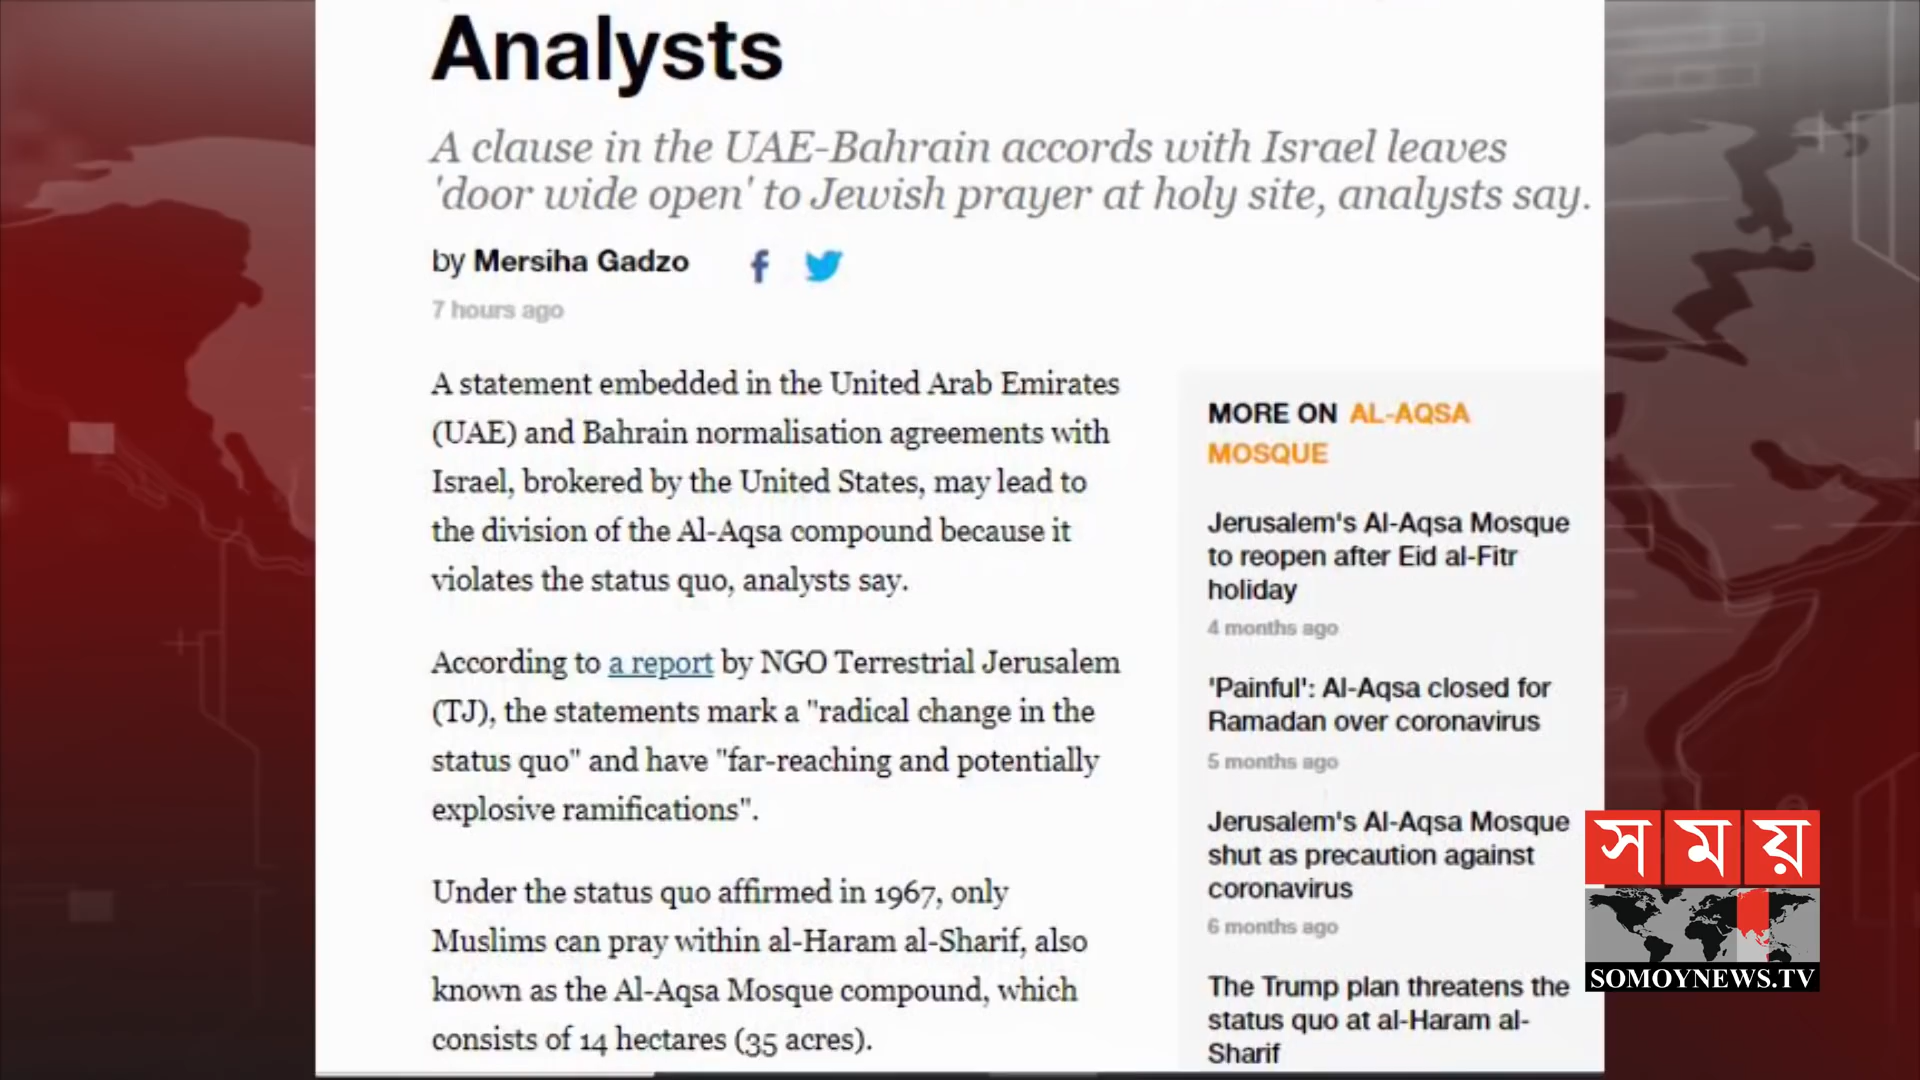 Analysts
A clause in the UAE-Bahrain accords with Israel leaves
'door wide open' to Jewish prayer at holy site, analysts say.
by Mersiha Gadzo
7 hours ago
A statement embedded in the United Arab Emirates
(UAE) and Bahrain normalisation agreements with
Israel, brokered by the United States, may lead to
the division of the Al-Aqsa compound because it
violates the status quo, analysts say.
According to a report by NGO Terrestrial Jerusalem
(TJ), the statements mark a "radical change in the
status quo" and have "far-reaching and potentially
explosive ramifications".
Under the status quo affirmed in 1967, only
Muslims can pray within al-Haram al-Sharif, also
known as the Al-Aqsa Mosque compound, which
consists of 14 hectares (35 acres).
MORE ON AL-AQSA
MOSQUE
Jerusalem's Al-Aqsa Mosque
to reopen after Eid al-Fitr
holiday
4 months ago
'Painful': Al-Aqsa closed for
Ramadan over coronavirus
5 months ago
Jerusalem's Al-Aqsa Mosque
shut as precaution against
coronavirus
6 months ago
The Trump plan threatens the
status quo at al-Haram al-
Sharif
সময়
SOMOYNEWS.TV